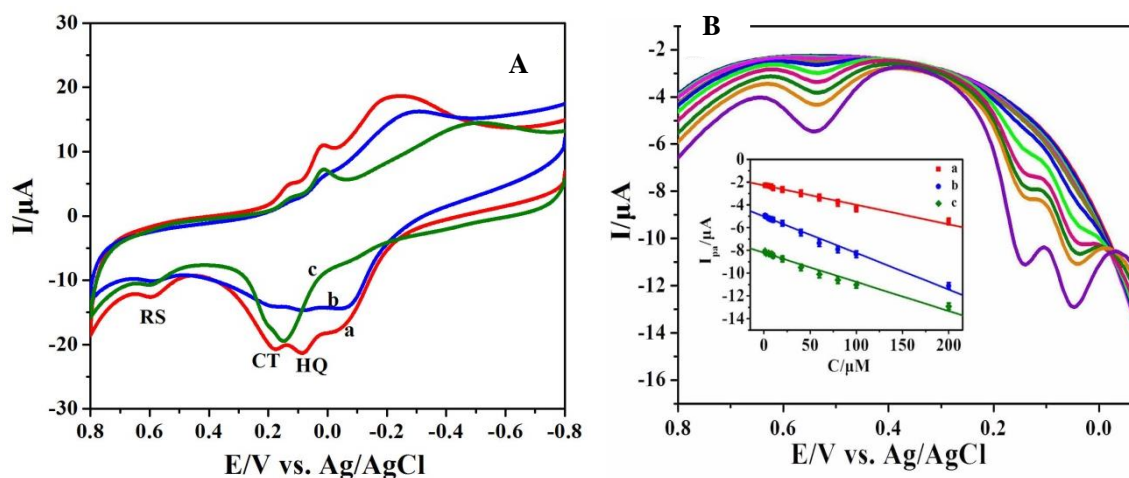 A
I/µA
30
20
10
0
-10
-20
-30
RS
CT
HQ
c
b
a
0.8 0.6 0.4 0.2 0.0 -0.2 -0.4 -0.6 -0.8
E/V vs. Ag/AgCl
B
I/µA
-2
-4
-6
-8
-10
-12
-14
-16
I pa/µA
0
-2
-4
-6
-8
-10
-12
-14
a
b
c
0 50 100 150 200
C/µM
0.8 0.6 0.4 0.2 0.0
E/V vs. Ag/AgCl